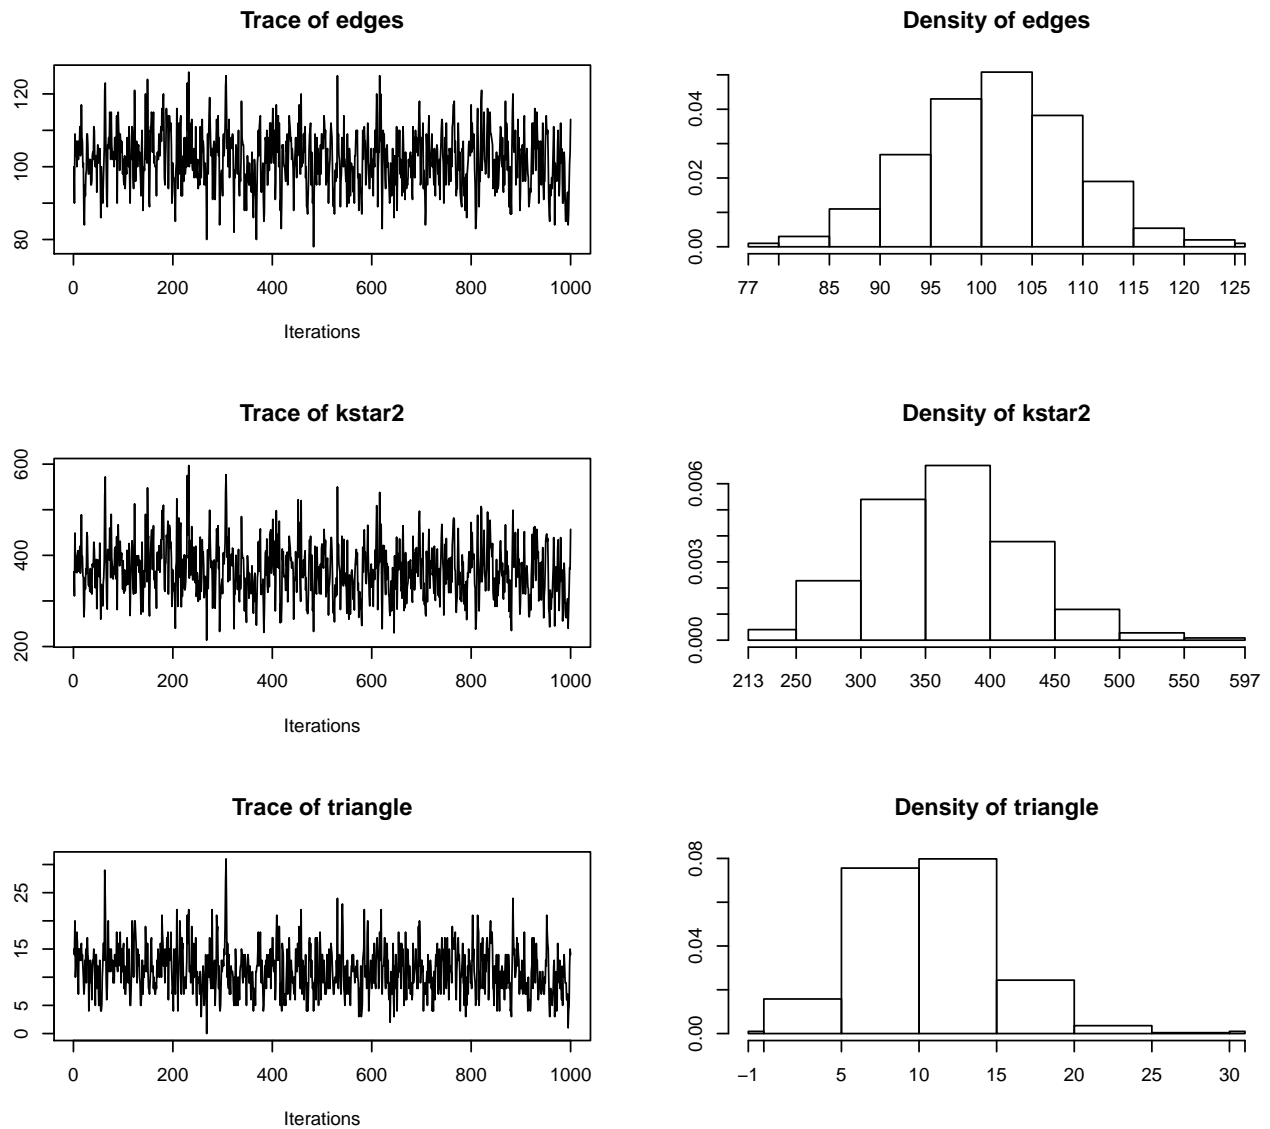 Trace of edges
80
100
120
0 200 400 600 800 1000
Iterations
Density of edges
0.00
0.02
0.04
77 85 90 95 100 105 110 115 120 125
Trace of kstar2
200
400
600
0 200 400 600 800 1000
Iterations
Density of kstar2
0.000
0.003
0.006
213 250 300 350 400 450 500 550 597
Trace of triangle
0
5
15
25
0 200 400 600 800 1000
Iterations
Density of triangle
0.00
0.04
0.08
−1 5 10 15 20 25 30